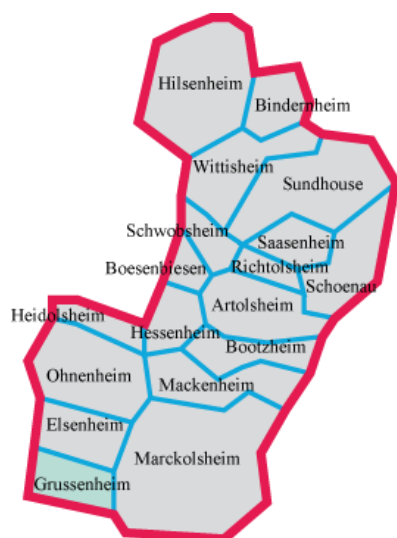 Hilsenheim
Bindernheim
Wittisheim
Sundhouse
Schwobsheim
Saasenheim
Boesenbiesen
Richtolsheim
Schoenau
Artolsheim
Heidolsheim
Hessenheim
Bootzheim
Ohnenheim
Mackenheim
Elsenheim
Marckolsheim
Grussenheim